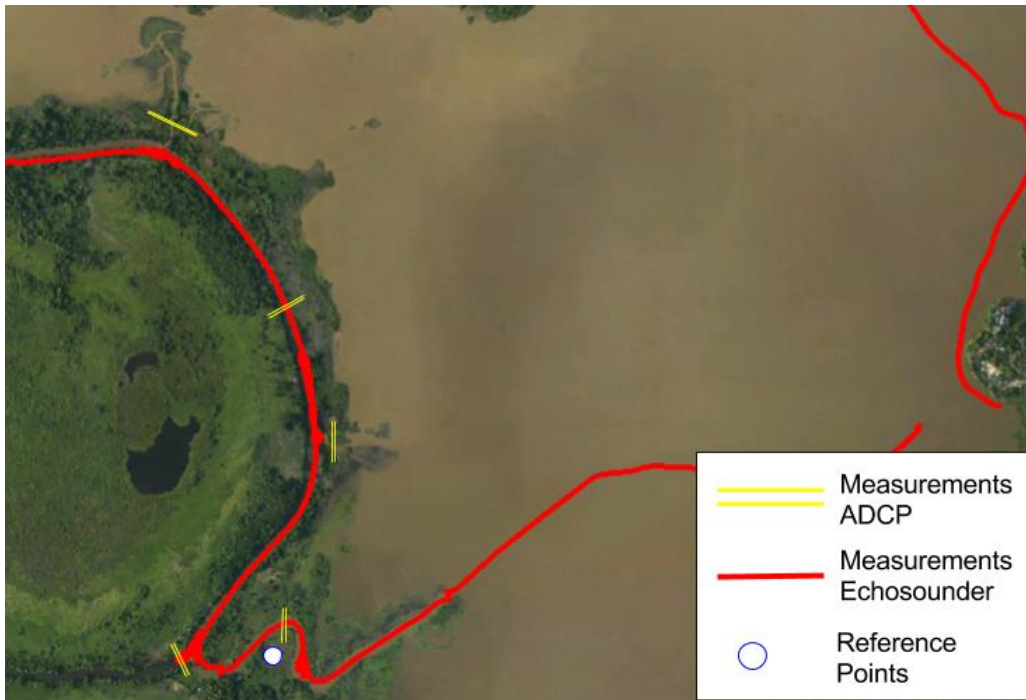 Measurements
ADCP
Measurements
Echosounder
Reference
Points